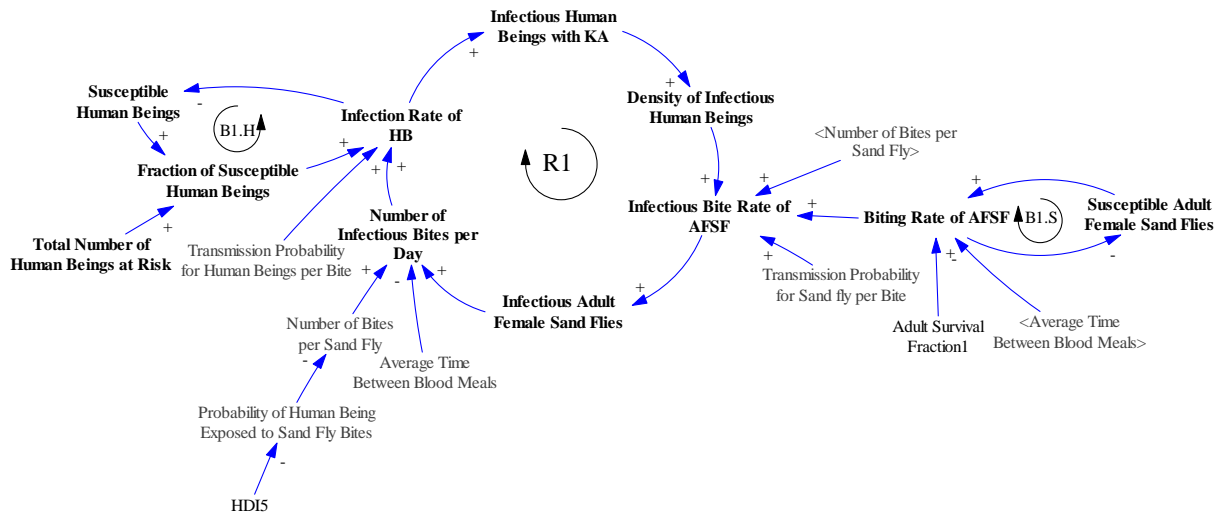 Infectious Human
Beings with KA
+
+
Susceptible
Human Beings
-
B1.H
Infection Rate of
HB
Density of Infectious
Human Beings
+
+
Fraction of Susceptible
Human Beings
+
+
+
R1
<Number of Bites per
Sand Fly>
+
+
+
Infectious Bite Rate of
AFSF
+
Biting Rate of AFSF
+
B1.S
Susceptible Adult
Female Sand Flies
-
Total Number of
Human Beings at Risk
Transmission Probability
for Human Beings per Bite
Number of
Infectious Bites per
Day
+
-
+
+
Transmission Probability
for Sand fly per Bite
+
-
Infectious Adult
Female Sand Flies
+
Number of Bites
per Sand Fly
-
Average Time
Between Blood Meals
Adult Survival
Fraction1
<Average Time
Between Blood Meals>
Probability of Human Being
Exposed to Sand Fly Bites
-
HDI5